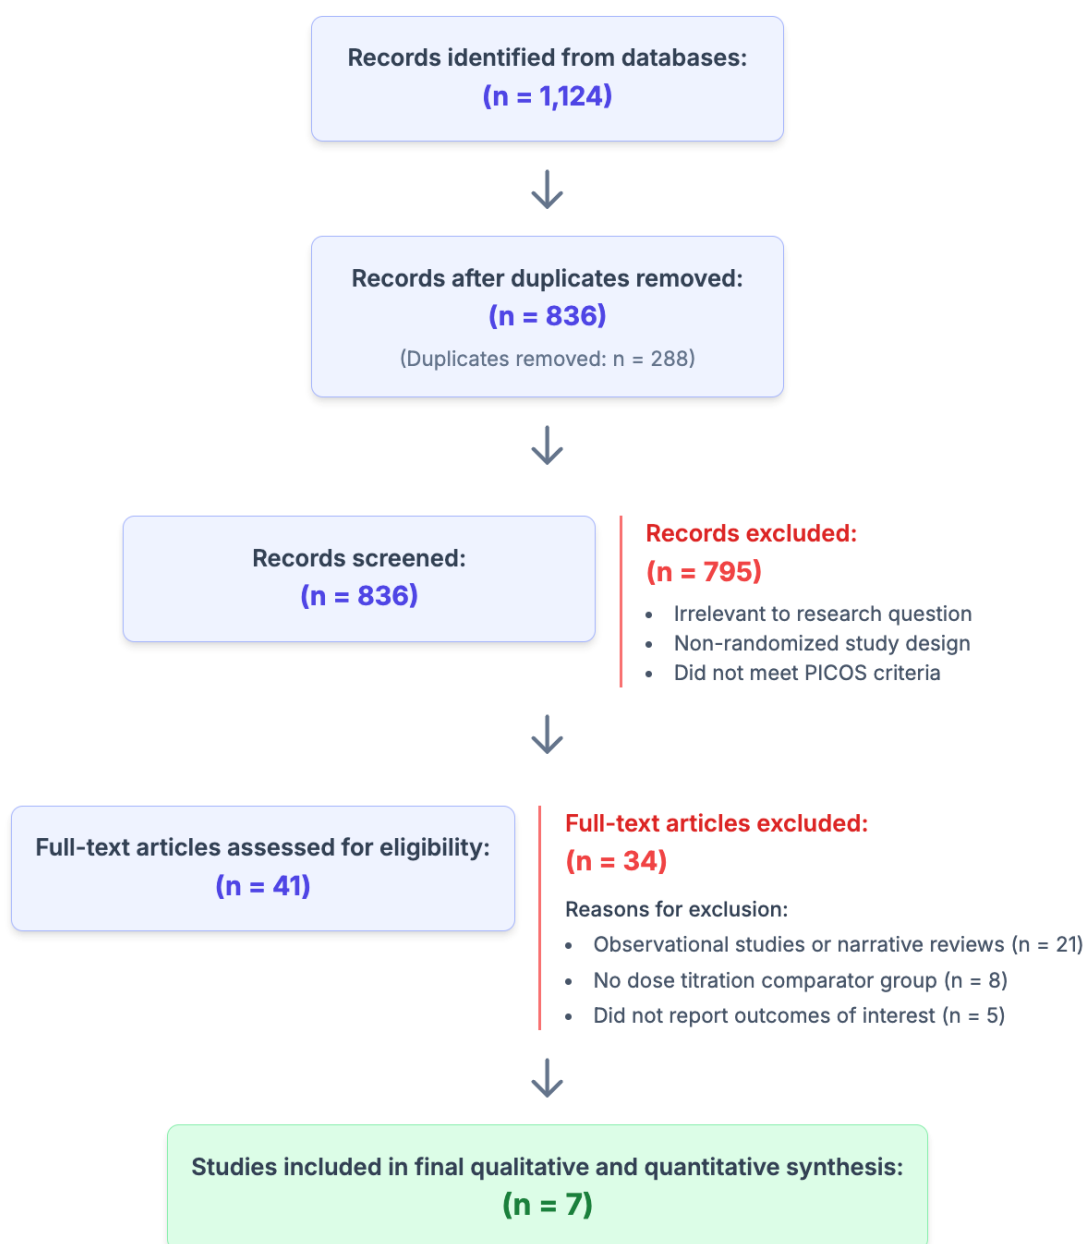 Records identified from databases:
(n = 1,124)
Records after duplicates removed:
(n = 836)
(Duplicates removed: n = 288)
Records screened:
(n = 836)
Records excluded:
(n = 795)
• Irrelevant to research question
• Non-randomized study design
• Did not meet PICOS criteria
Full-text articles assessed for eligibility:
(n = 41)
Full-text articles excluded:
(n = 34)
Reasons for exclusion:
• Observational studies or narrative reviews (n = 21)
• No dose titration comparator group (n = 8)
• Did not report outcomes of interest (n = 5)
Studies included in final qualitative and quantitative synthesis:
(n = 7)